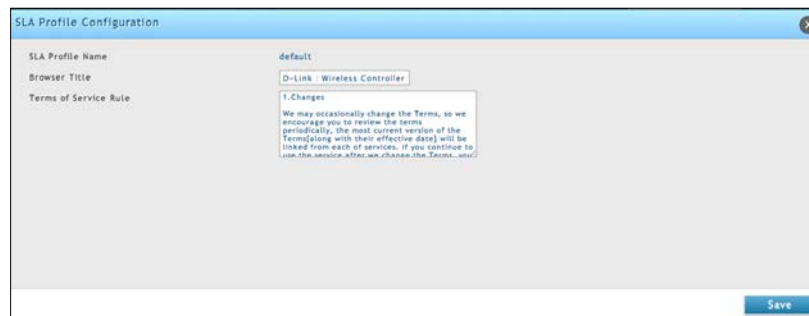 SLA Profile Configuration
SLA Profile Name
default
Browser Title
D-Link : Wireless Controller
Terms of Service Rule
1.Changes
We may occasionally change the Terms, so we
encourage you to review the terms
periodically, the most current version of the
Terms[along with their effective date] will be
linked from each of services. If you continue to
use the service after we change the Terms, you
Save